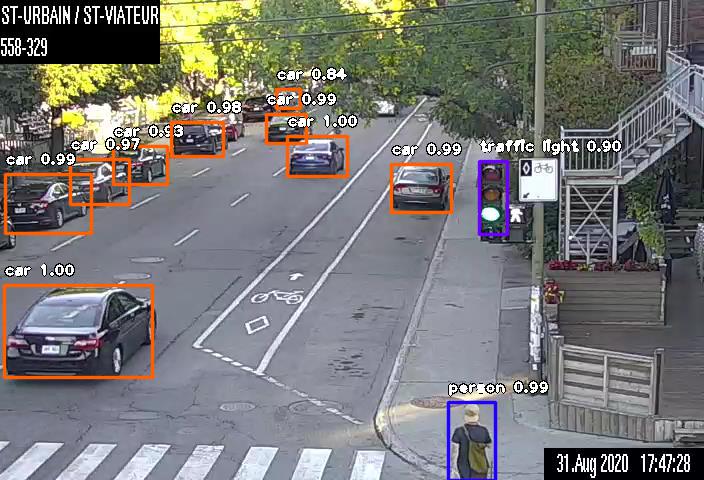 ST-URBAIN / ST-VIATEUR
558-329
car 0.84
car 0.99
car 0.98
car 1.00
car 0.93
car 0.97
car 0.99
car 0.99
traffic light 0.90
car 1.00
person 0.99
31.Aug 2020 17:47:28